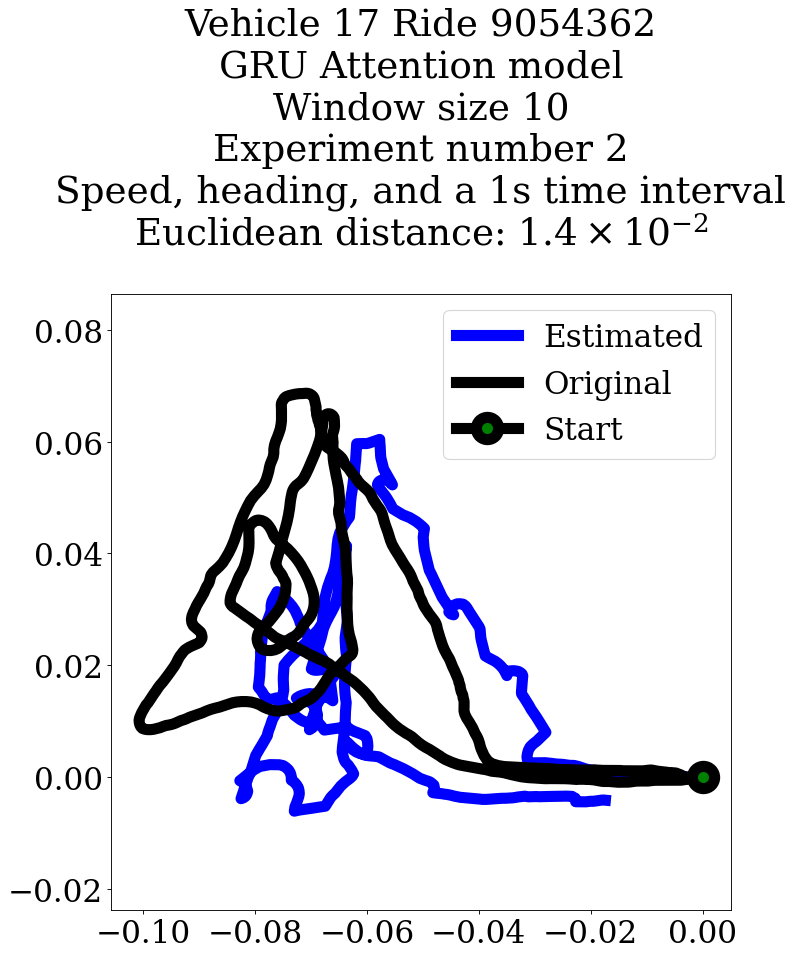 Vehicle 17 Ride 9054362
GRU Attention model
Window size 10
Experiment number 2
Speed, heading, and a 1s time interval
Euclidean distance: 1.4 × 10⁻²
Estimated
Original
Start
0.08
0.06
0.04
0.02
0.00
−0.02
−0.10 −0.08 −0.06 −0.04 −0.02 0.00